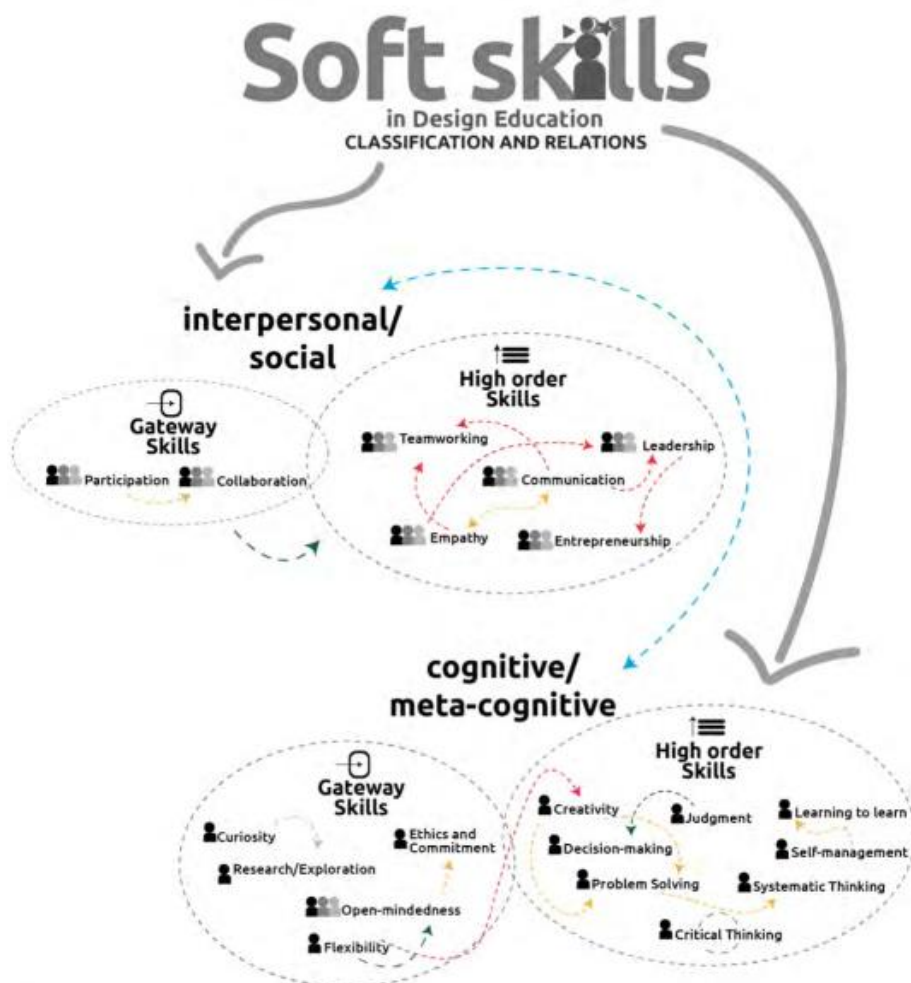 Soft skills
in Design Education
CLASSIFICATION AND RELATIONS
interpersonal/
social
Gateway
Skills
Participation
Collaboration
High order
Skills
Teamworking
Leadership
Communication
Empathy
Entrepreneurship
cognitive/
meta-cognitive
Gateway
Skills
Curiosity
Ethics and
Commitment
Research/Exploration
Open-mindedness
Flexibility
High order
Skills
Creativity
Judgment
Learning to learn
Decision-making
Self-management
Problem Solving
Systematic Thinking
Critical Thinking